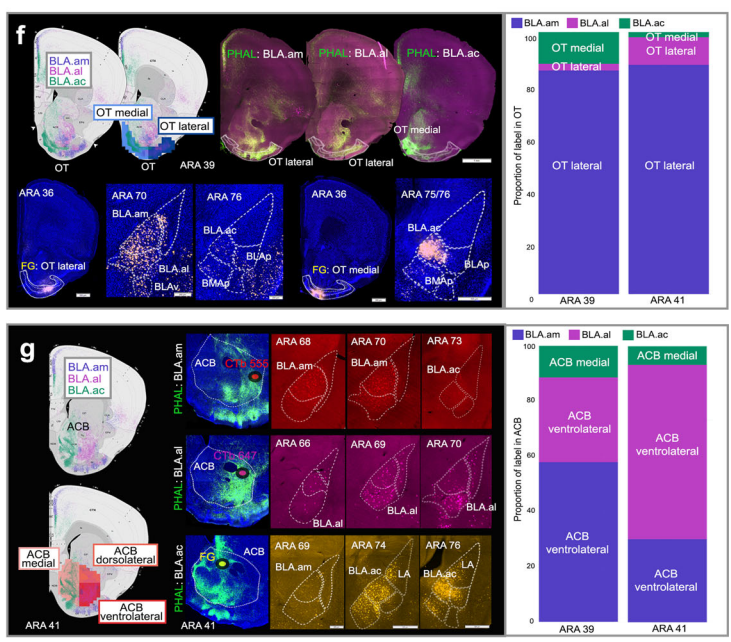 f
BLA.am
BLA.al
BLA.ac
OT medial
OT lateral
OT
OT
ARA 39
PHAL: BLA.am
PHAL: BLA.al
PHAL: BLA.ac
OT medial
OT lateral
OT lateral
ARA 36
FG: OT lateral
ARA 70
BLA.am
BLA.al
BLAv
ARA 76
BLA.ac
BLAp
BMAp
ARA 36
FG: OT medial
ARA 75/76
BLA.ac
BLAp
BMAp
BLA.am BLA.al BLA.ac
Proportion of label in OT
100
80
60
40
20
0
OT medial
OT lateral
OT lateral
OT medial
OT lateral
OT lateral
ARA 39
ARA 41
g
BLA.am
BLA.al
BLA.ac
ACB
ACB medial
ACB dorsolateral
ACB ventrolateral
ARA 41
PHAL: BLA.am
ACB
CTb 555
ARA 68
BLA.am
ARA 70
BLA.am
ARA 73
BLA.ac
PHAL: BLA.al
ACB
CTb 647
ARA 66
BLA.al
ARA 69
BLA.al
ARA 70
BLA.al
PHAL: BLA.ac
FG
ACB
ARA 41
ARA 69
BLA.am
ARA 74
BLA.ac
LA
ARA 76
BLA.ac
LA
BLA.am BLA.al BLA.ac
Proportion of label in ACB
100
80
60
40
20
0
ACB medial
ACB
ventrolateral
ACB
ventrolateral
ACB medial
ACB
ventrolateral
ACB
ventrolateral
ARA 39
ARA 41